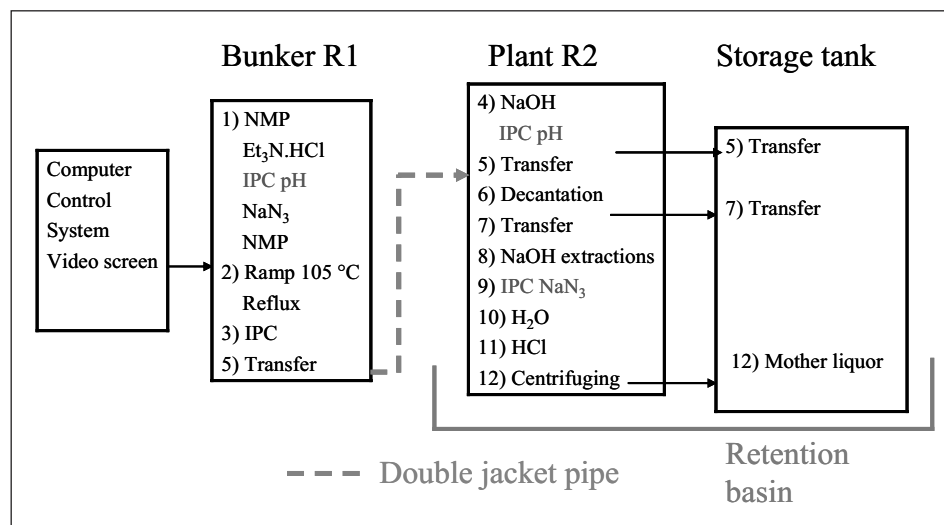 Bunker R1
Plant R2
Storage tank
Computer
Control
System
Video screen
1) NMP
Et₃N.HCl
IPC pH
NaN₃
NMP
2) Ramp 105 °C
Reflux
3) IPC
5) Transfer
4) NaOH
IPC pH
5) Transfer
6) Decantation
7) Transfer
8) NaOH extractions
9) IPC NaN₃
10) H₂O
11) HCl
12) Centrifuging
5) Transfer
7) Transfer
12) Mother liquor
Double jacket pipe
Retention
basin